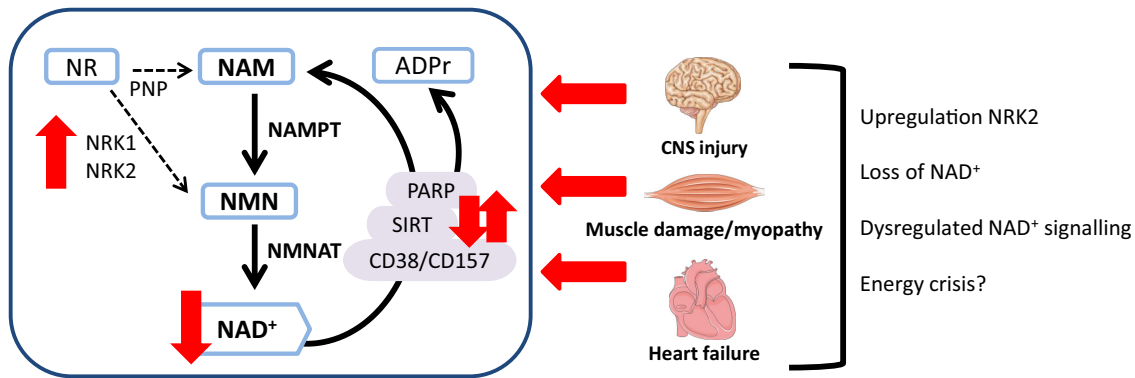 NR
NAM
ADPr
PNP
NAMPT
NRK1
NRK2
NMN
PARP
SIRT
CD38/CD157
NMNAT
NAD⁺
CNS injury
Muscle damage/myopathy
Heart failure
Upregulation NRK2
Loss of NAD⁺
Dysregulated NAD⁺ signalling
Energy crisis?